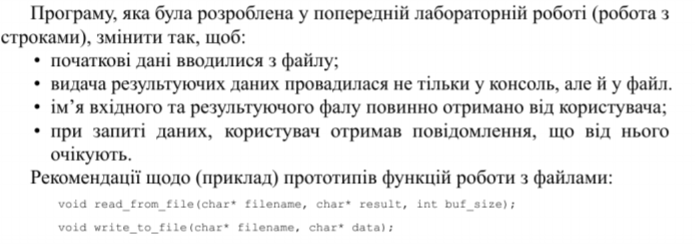 Програму, яка була розроблена у попередній лабораторній роботі (робота з
строками), змінити так, щоб:
• початкові дані вводилися з файлу;
• видача результуючих даних провадилася не тільки у консоль, але й у файл.
• ім’я вхідного та результуючого фалу повинно отримано від користувача;
• при запиті даних, користувач отримав повідомлення, що від нього
очікують.
Рекомендації щодо (приклад) прототипів функцій роботи з файлами:
void read_from_file(char* filename, char* result, int buf_size);
void write_to_file(char* filename, char* data);